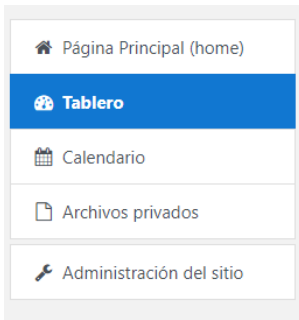 Página Principal (home)
Tablero
Calendario
Archivos privados
Administración del sitio